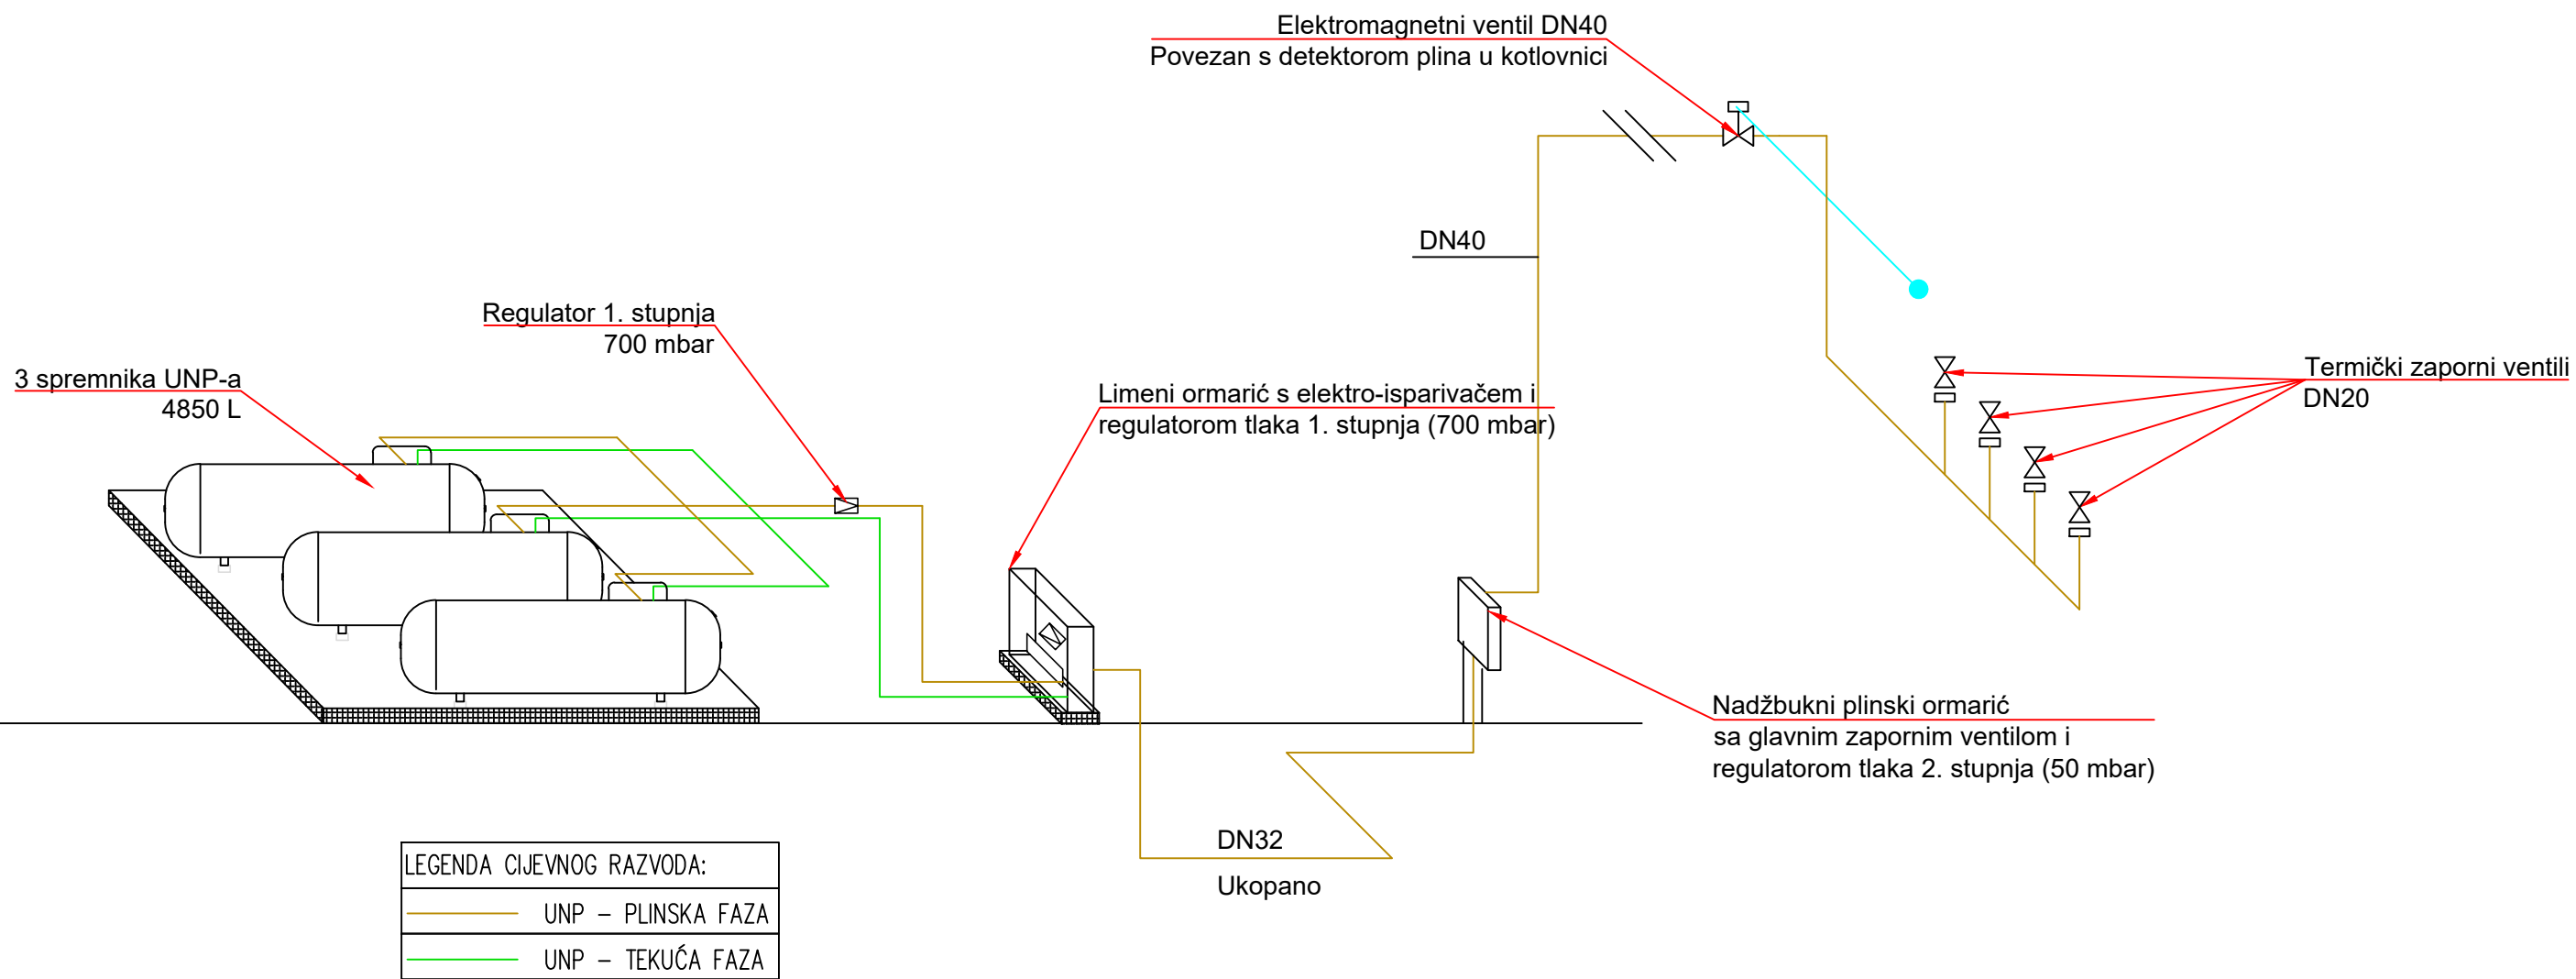 Elektromagnetni ventil DN40
Povezan s detektorom plina u kotlovnici
DN40
Regulator 1. stupnja
700 mbar
3 spremnika UNP-a
4850 L
Limeni ormarić s elektro-isparivačem i
regulatorom tlaka 1. stupnja (700 mbar)
Termički zaporni ventili
DN20
Nadžbukni plinski ormarić
sa glavnim zapornim ventilom i
regulatorom tlaka 2. stupnja (50 mbar)
DN32
Ukopano
LEGENDA CIJEVNOG RAZVODA:
UNP – PLINSKA FAZA
UNP – TEKUĆA FAZA